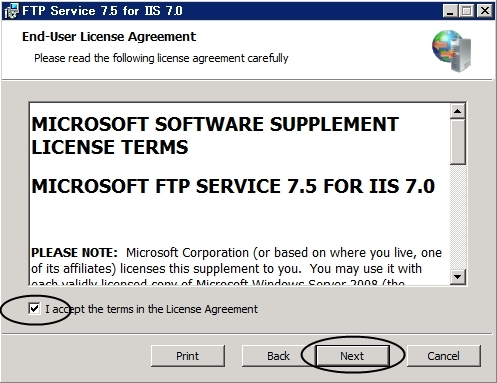 FTP Service 7.5 for IIS 7.0
End-User License Agreement
Please read the following license agreement carefully
MICROSOFT SOFTWARE SUPPLEMENT
LICENSE TERMS
MICROSOFT FTP SERVICE 7.5 FOR IIS 7.0
PLEASE NOTE: Microsoft Corporation (or based on where you live, one
of its affiliates) licenses this supplement to you. You may use it with
each validly licensed copy of Microsoft Windows Server 2008 (the
I accept the terms in the License Agreement
Print Back Next Cancel